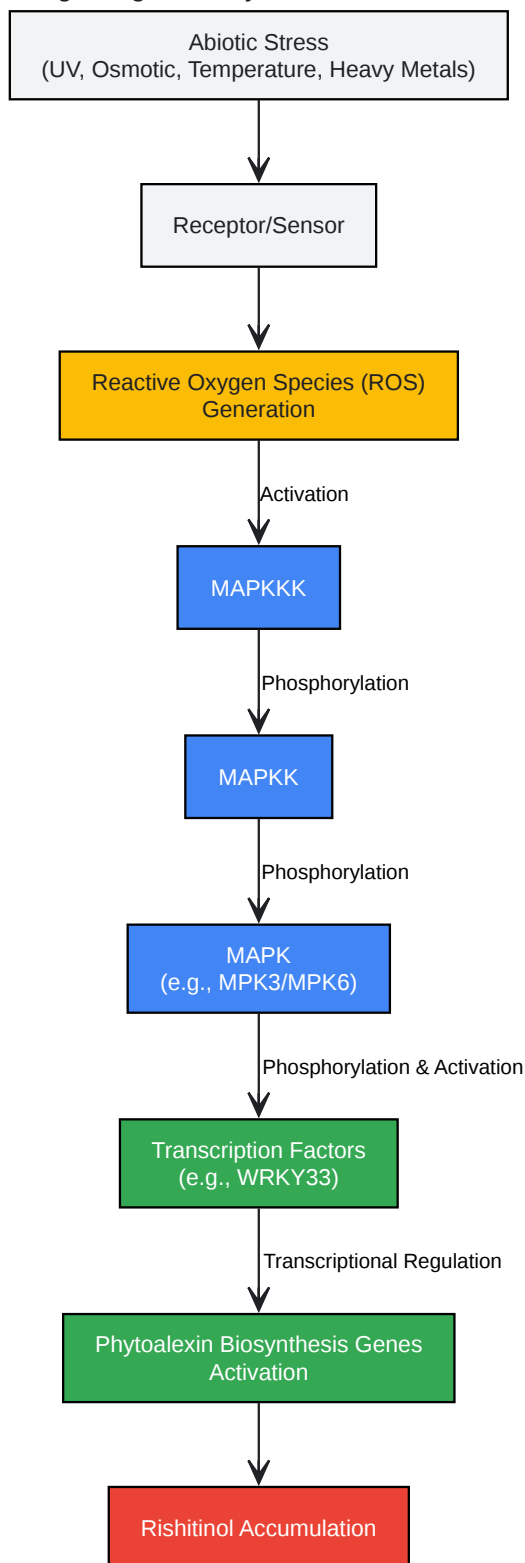 Abiotic Stress
(UV, Osmotic, Temperature, Heavy Metals)
Receptor/Sensor
Reactive Oxygen Species (ROS)
Generation
Activation
MAPKKK
Phosphorylation
MAPKK
Phosphorylation
MAPK
(e.g., MPK3/MPK6)
Phosphorylation & Activation
Transcription Factors
(e.g., WRKY33)
Transcriptional Regulation
Phytoalexin Biosynthesis Genes
Activation
Rishitinol Accumulation